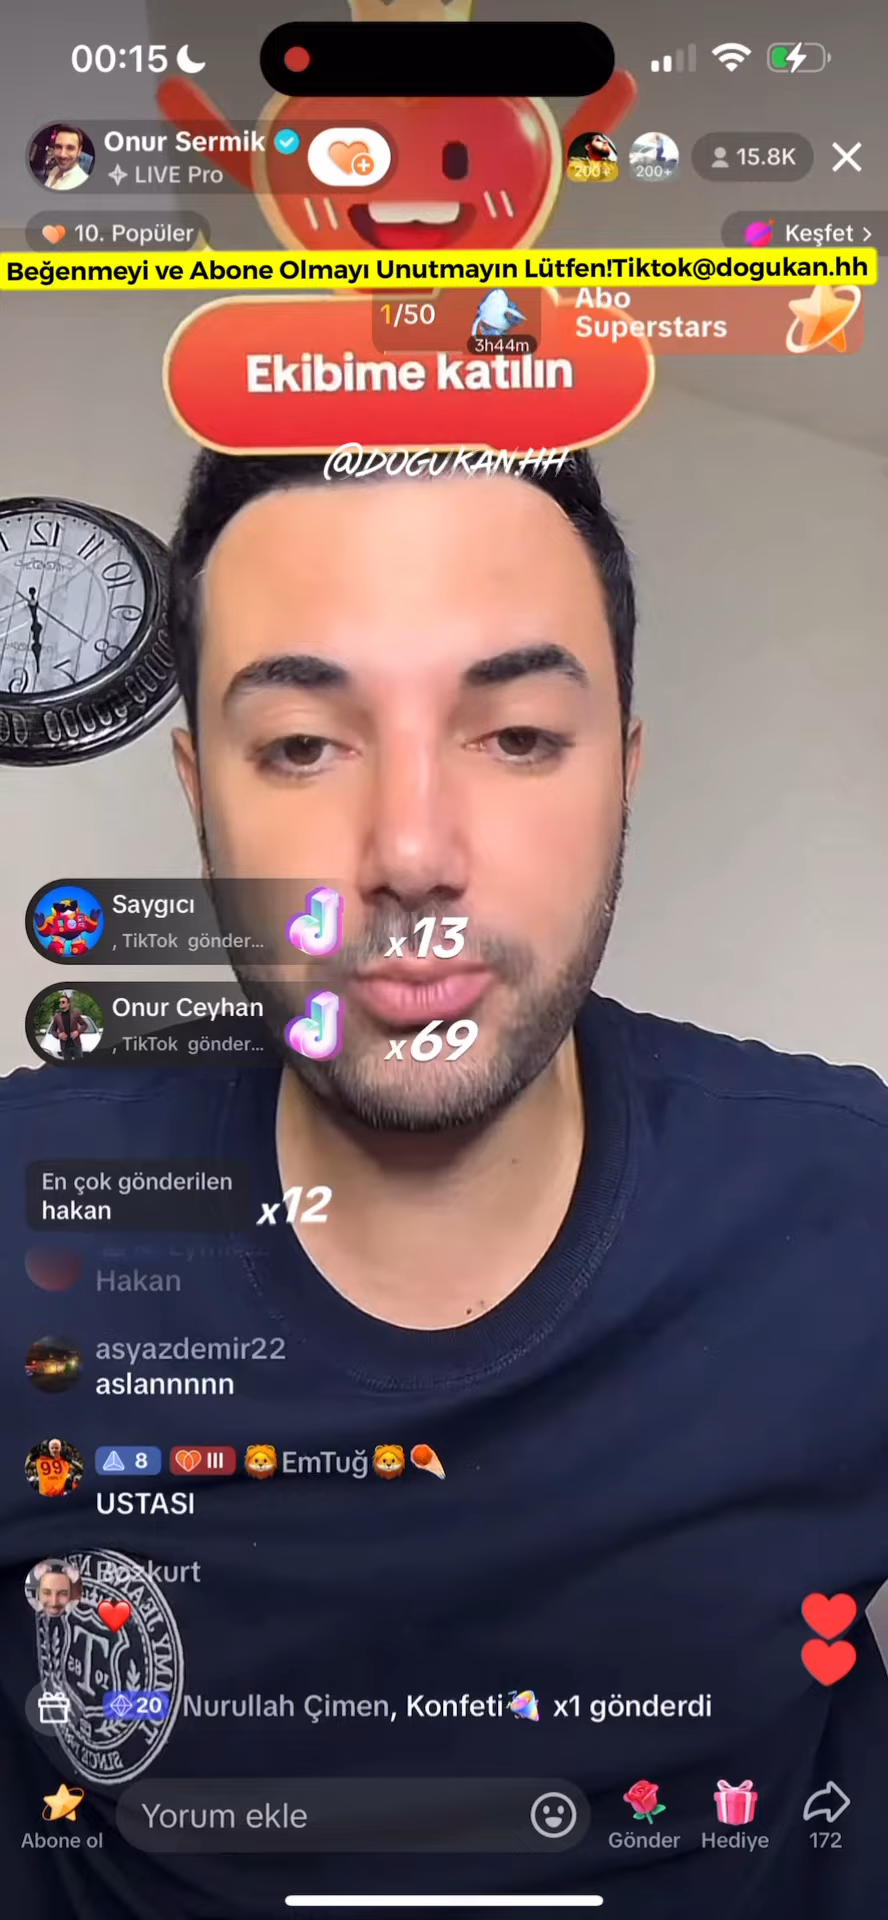 00:15
Onur Sermik
LIVE Pro
200+
200+
15.8K
10. Popüler
Keşfet >
Beğenmeyi ve Abone Olmayı Unutmayın Lütfen!Tiktok@dogukan.hh
1/50
3h44m
Abo
Superstars
Ekibime katılın
@DOGUKAN.HH
Saygıcı
, TikTok gönder...
x13
Onur Ceyhan
, TikTok gönder...
x69
En çok gönderilen
hakan
x12
Hakan
asyazdemir22
aslannnnn
99
8
III
EmTuğ
USTASI
Bozkurt
20 Nurullah Çimen, Konfeti x1 gönderdi
Abone ol
Yorum ekle
Gönder
Hediye
172